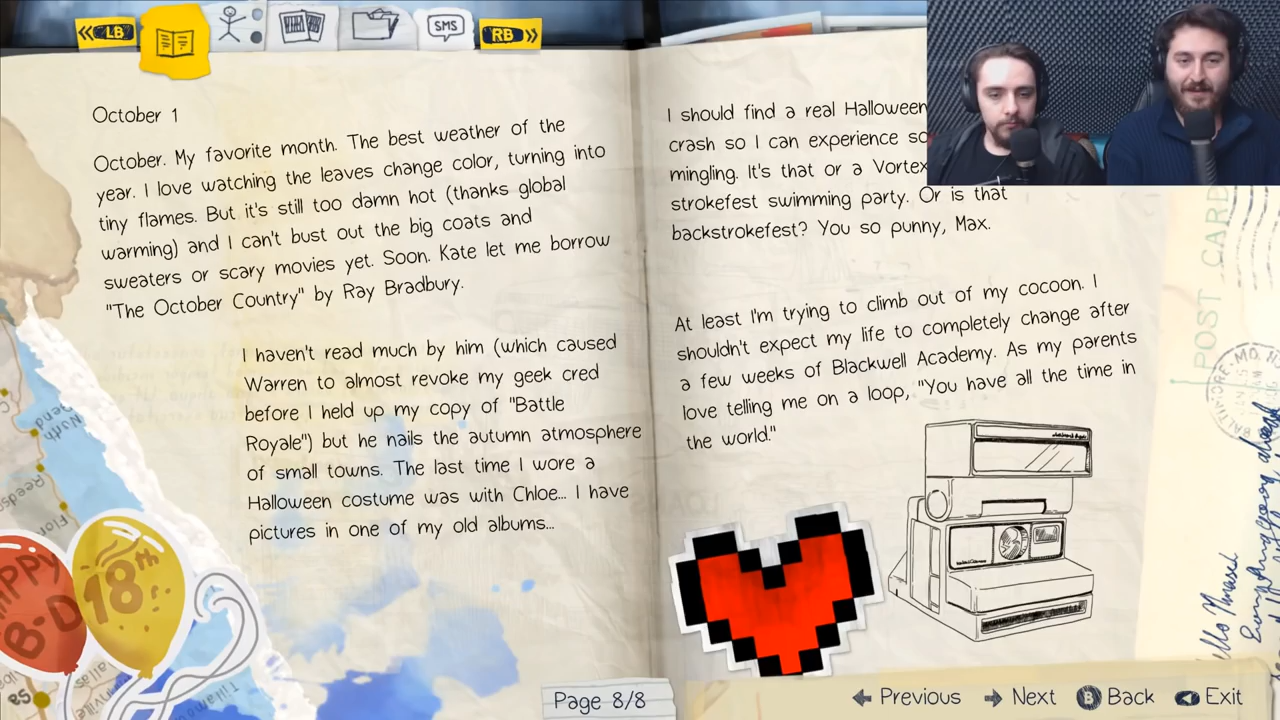 LB
SMS
RB
October 1
October. My favorite month. The best weather of the
year. I love watching the leaves change color, turning into
tiny flames. But it's still too damn hot (thanks global
warming) and I can't bust out the big coats and
sweaters or scary movies yet. Soon. Kate let me borrow
"The October Country" by Ray Bradbury.
I haven't read much by him (which caused
Warren to almost revoke my geek cred
before I held up my copy of "Battle
Royale") but he nails the autumn atmosphere
of small towns. The last time I wore a
Halloween costume was with Chloe... I have
pictures in one of my old albums...
I should find a real Halloween
crash so I can experience so
mingling. It's that or a Vortex
strokefest swimming party. Or is that
backstrokefest? You so punny, Max.
At least I'm trying to climb out of my cocoon. I
shouldn't expect my life to completely change after
a few weeks of Blackwell Academy. As my parents
love telling me on a loop, "You have all the time in
the world."
POST CARD
18th
B-D
Page 8/8
Previous
Next
B Back
Exit